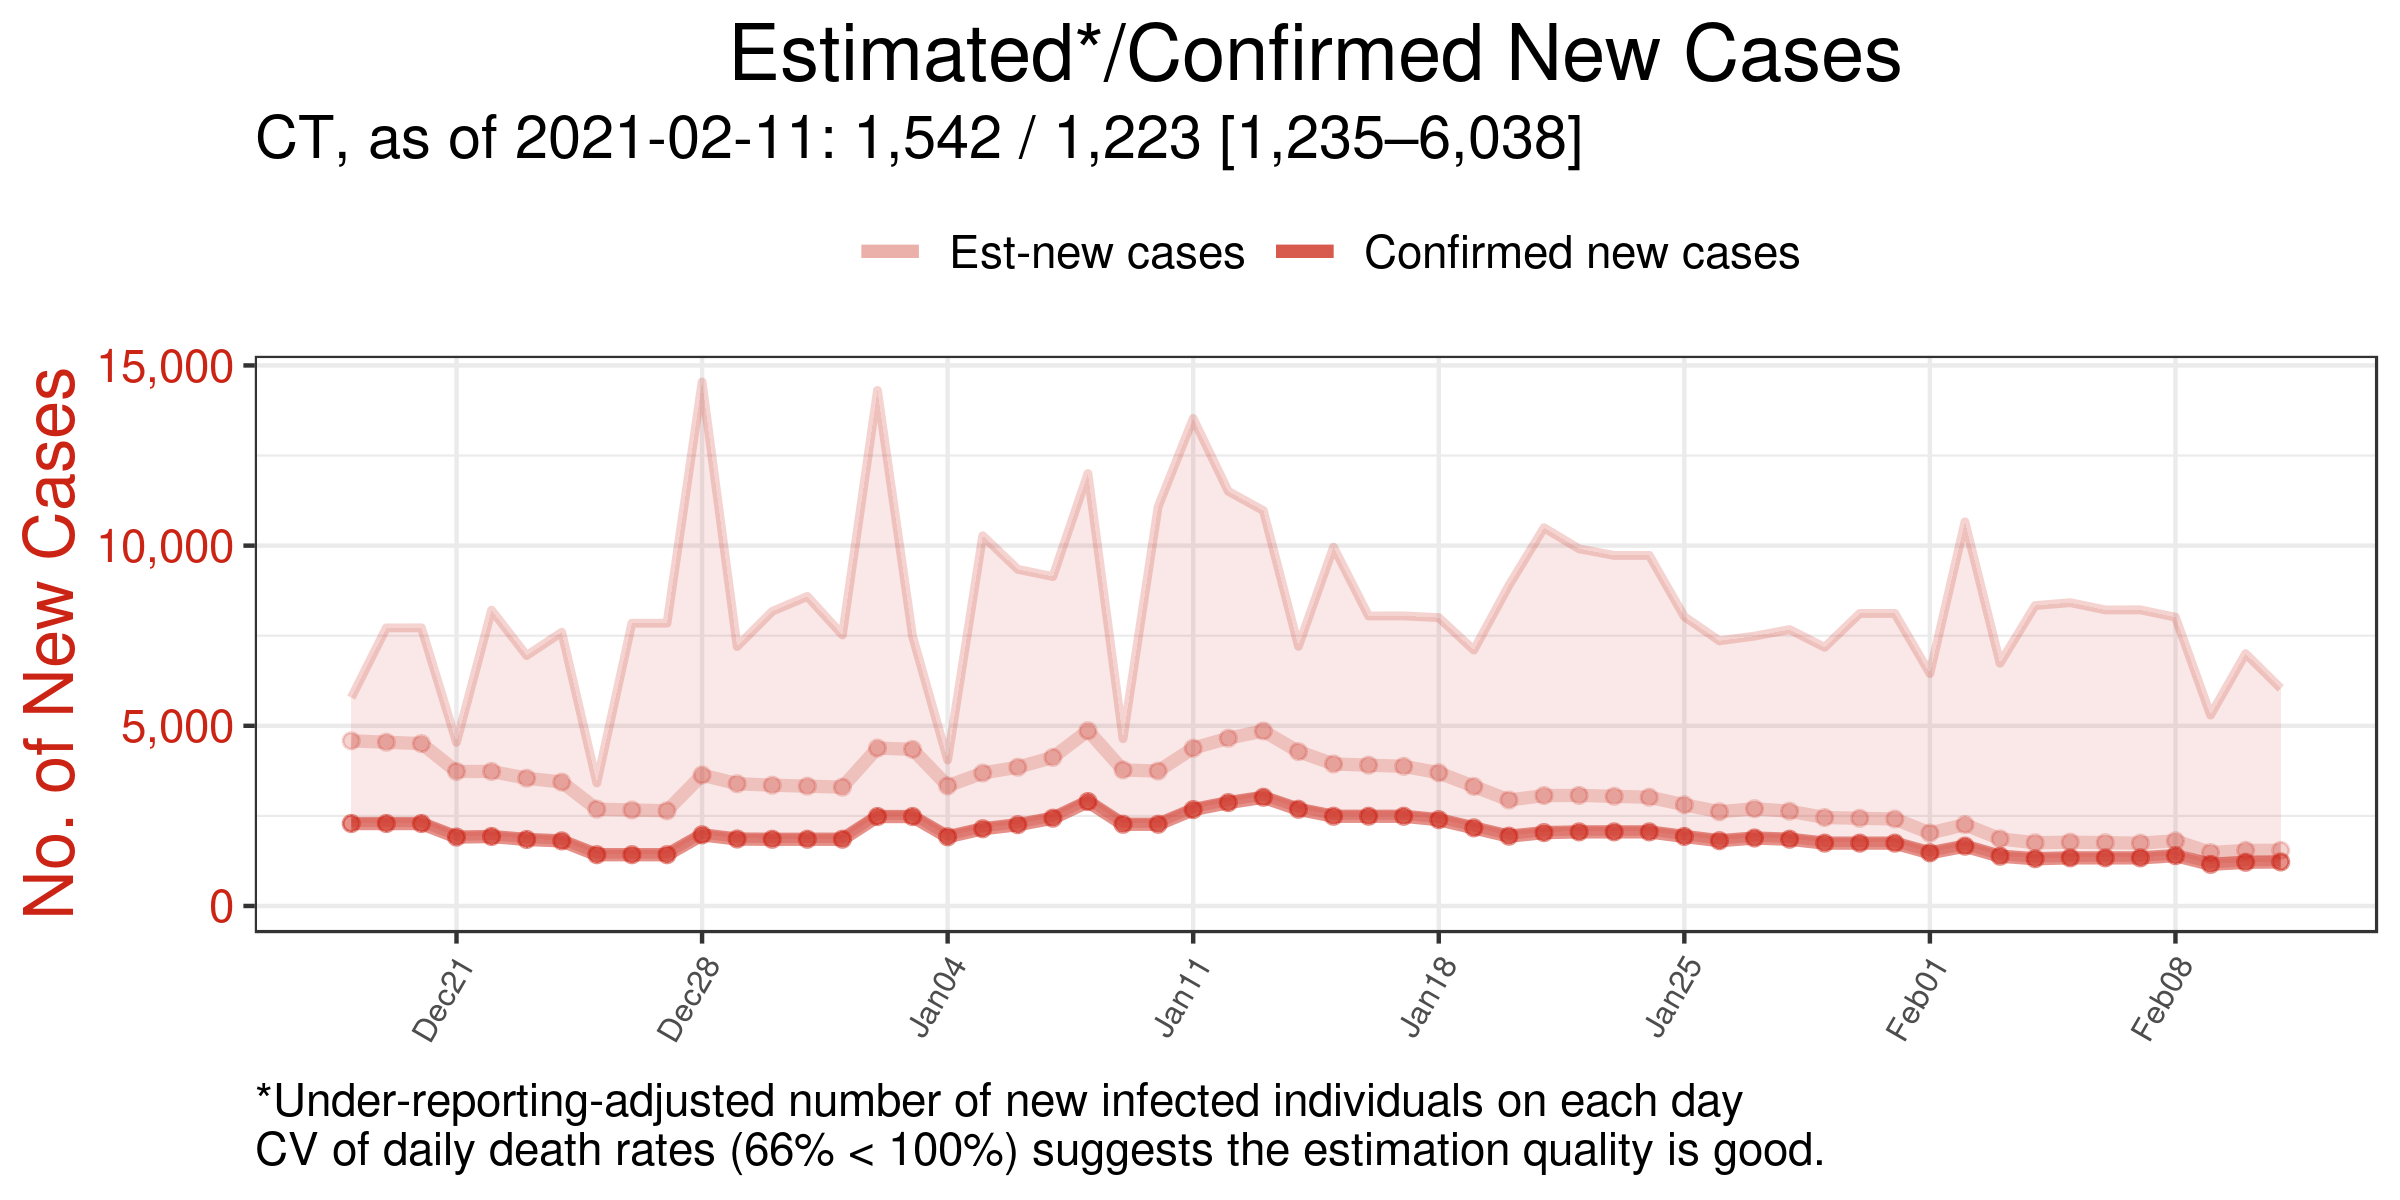 Estimated*/Confirmed New Cases
CT, as of 2021-02-11: 1,542 / 1,223 [1,235–6,038]
Est-new cases Confirmed new cases
No. of New Cases
15,000
10,000
5,000
0
Dec21 Dec28 Jan04 Jan11 Jan18 Jan25 Feb01 Feb08
*Under-reporting-adjusted number of new infected individuals on each day
CV of daily death rates (66% < 100%) suggests the estimation quality is good.